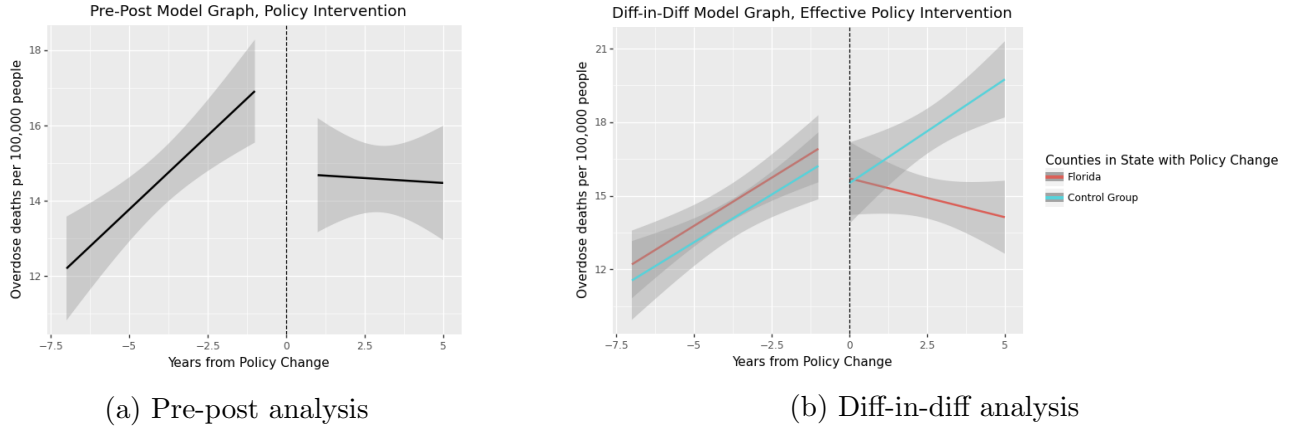 Pre-Post Model Graph, Policy Intervention
Overdose deaths per 100,000 people
18
16
14
12
−7.5
−5
−2.5
0
2.5
5
Years from Policy Change
(a) Pre-post analysis
Diff-in-Diff Model Graph, Effective Policy Intervention
Overdose deaths per 100,000 people
21
18
15
12
−7.5
−5
−2.5
0
2.5
5
Years from Policy Change
Counties in State with Policy Change
Florida
Control Group
(b) Diff-in-diff analysis